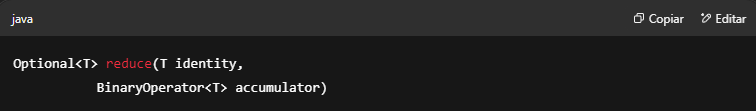 java
Copiar
Editar
Optional<T> reduce(T identity,
BinaryOperator<T> accumulator)